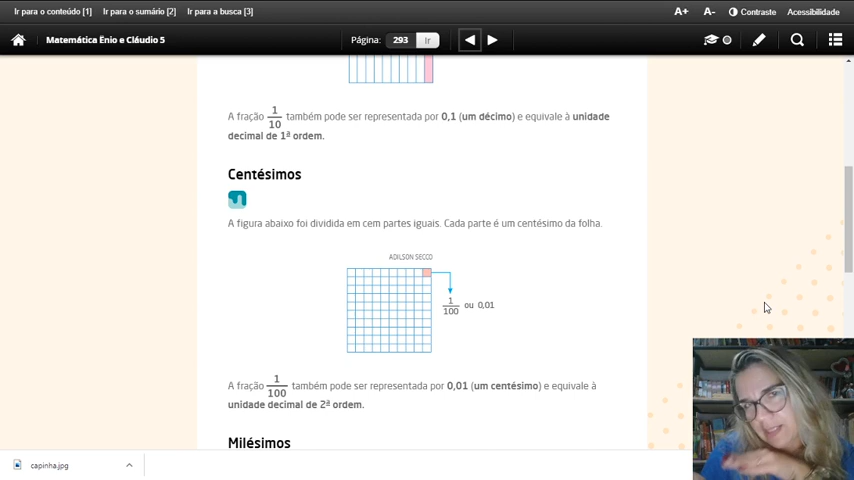 Ir para o conteúdo [1] Ir para o sumário [2] Ir para a busca [3] A+ A- Contraste Acessibilidade
Matemática Ênio e Cláudio 5 Página: 293 Ir
A fração 1/10 também pode ser representada por 0,1 (um décimo) e equivale à unidade
decimal de 1ª ordem.
Centésimos
A figura abaixo foi dividida em cem partes iguais. Cada parte é um centésimo da folha.
ADILSON SECCO
1/100 ou 0,01
A fração 1/100 também pode ser representada por 0,01 (um centésimo) e equivale à
unidade decimal de 2ª ordem.
Milésimos
capinha.jpg